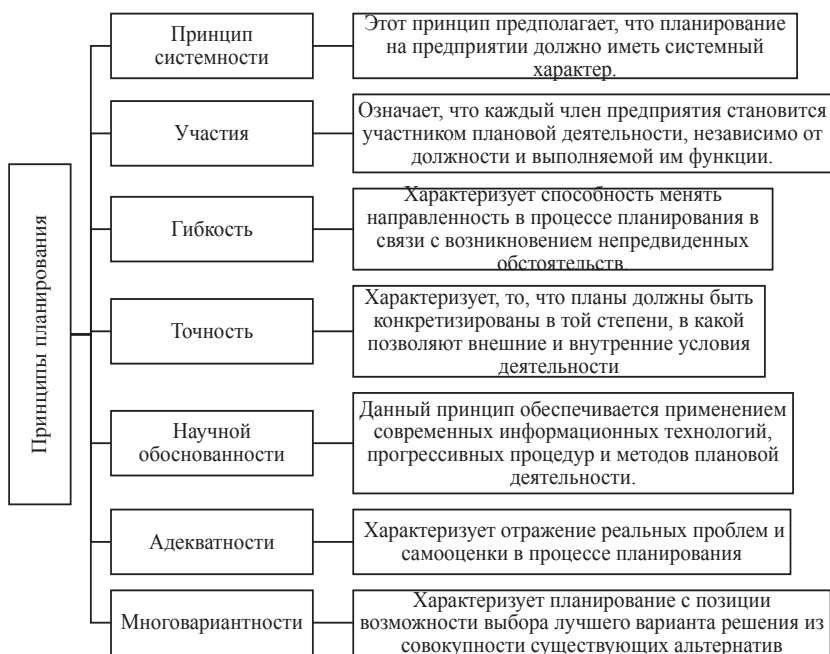 Принципы планирования
Принцип
системности
Этот принцип предполагает, что планирование
на предприятии должно иметь системный
характер.
Участия
Означает, что каждый член предприятия становится
участником плановой деятельности, независимо от
должности и выполняемой им функции.
Гибкость
Характеризует способность менять
направленность в процессе планирования в
связи с возникновением непредвиденных
обстоятельств.
Точность
Характеризует, то, что планы должны быть
конкретизированы в той степени, в какой
позволяют внешние и внутренние условия
деятельности
Научной
обоснованности
Данный принцип обеспечивается применением
современных информационных технологий,
прогрессивных процедур и методов плановой
деятельности.
Адекватности
Характеризует отражение реальных проблем и
самооценки в процессе планирования
Многовариантности
Характеризует планирование с позиции
возможности выбора лучшего варианта решения из
совокупности существующих альтернатив